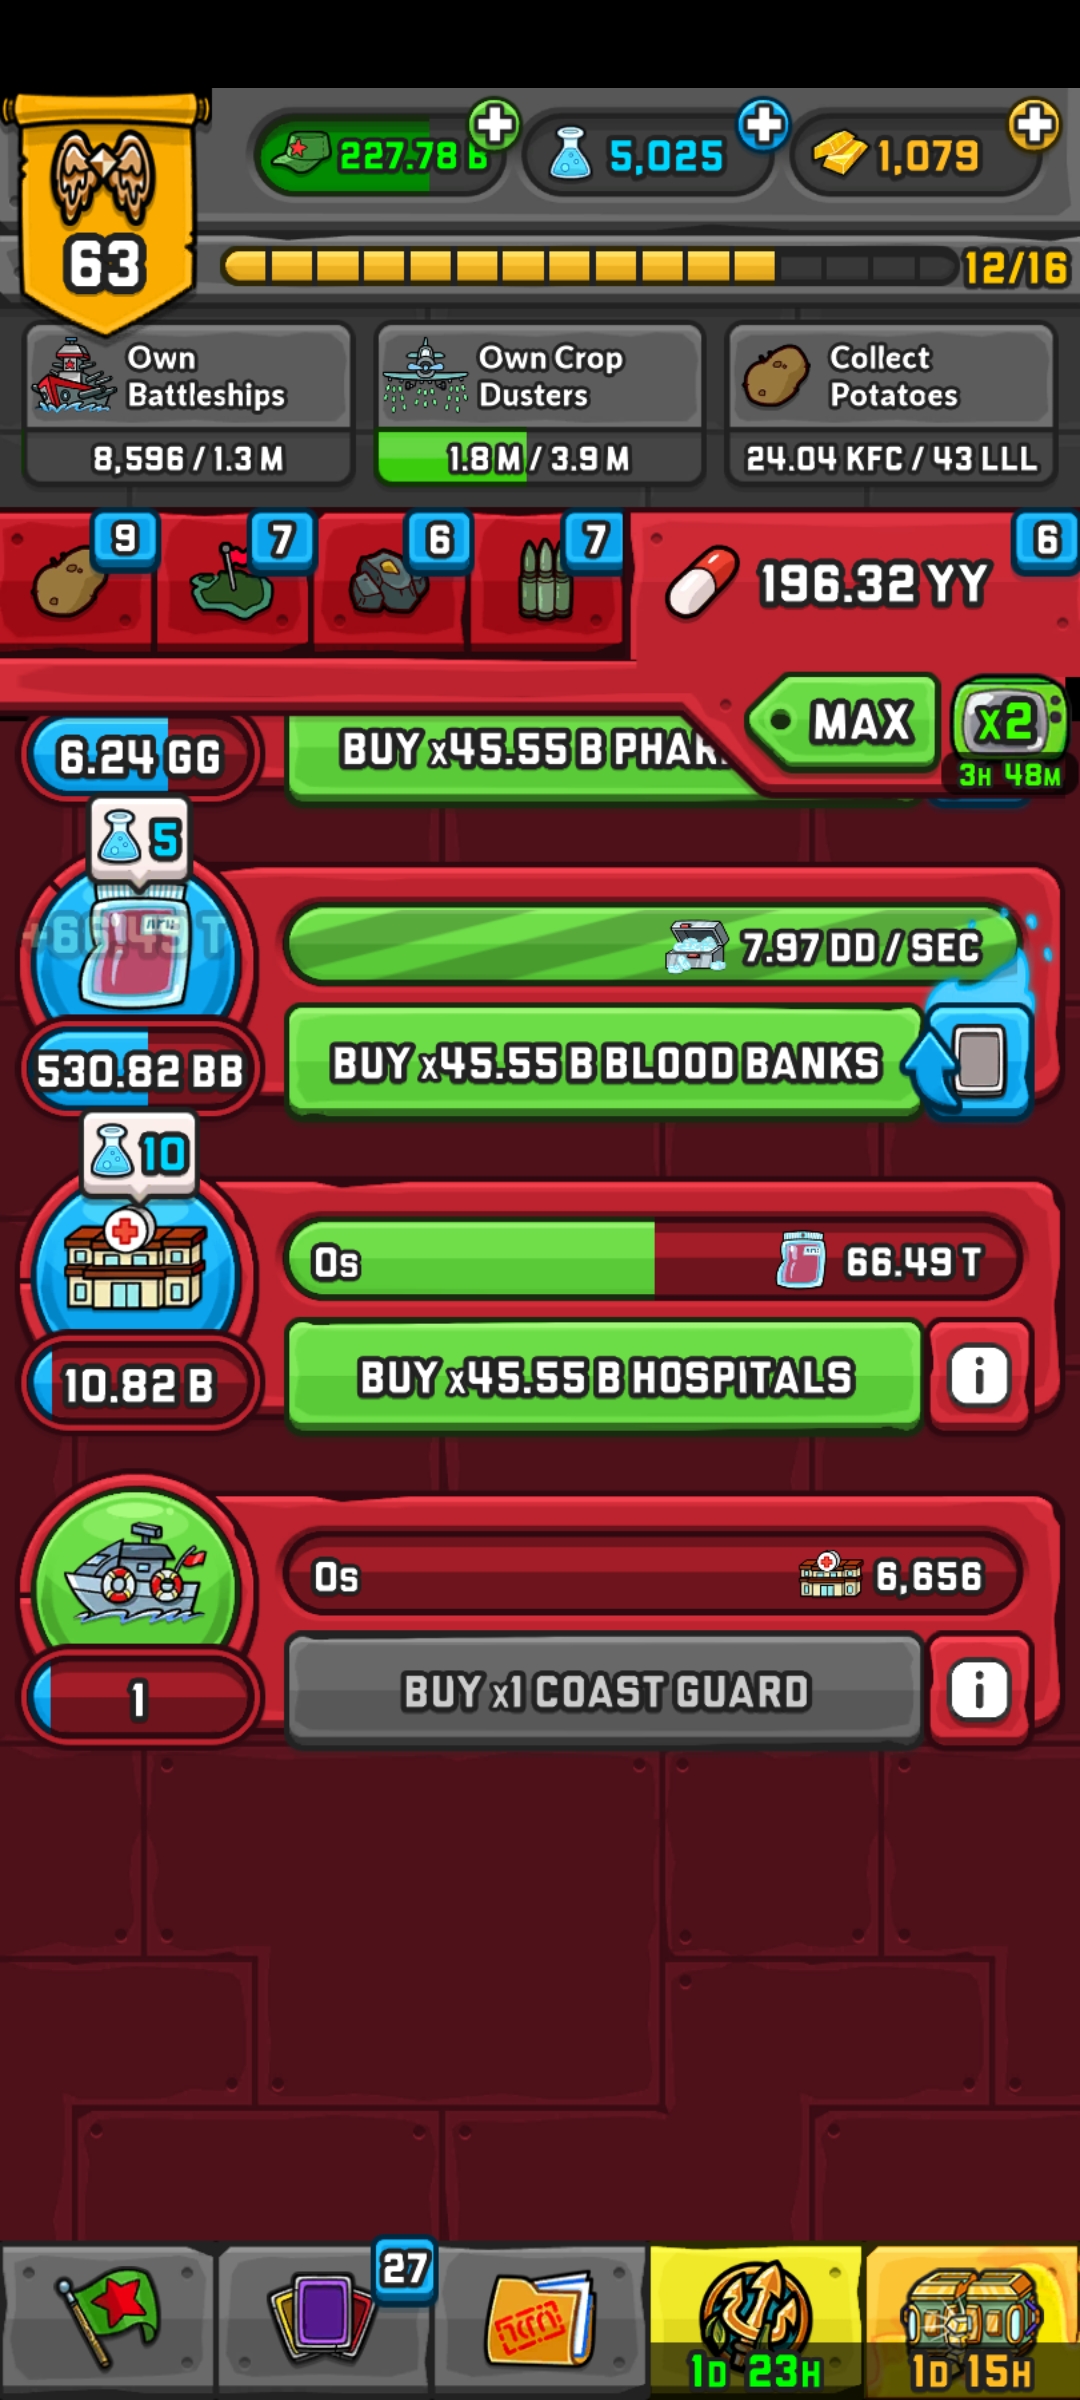 63
227.78 B
5,025
1,079
12/16
Own
Battleships
8,596 / 1.3 M
Own Crop
Dusters
1.8 M / 3.9 M
Collect
Potatoes
24.04 KFC / 43 LLL
9
7
6
7
196.32 YY
6
MAX
x2
3H 48M
6.24 GG
BUY x45.55 B PHAR
5
+66.49 T
7.97 DD / SEC
530.82 BB
BUY x45.55 B BLOOD BANKS
10
0s
66.49 T
10.82 B
BUY x45.55 B HOSPITALS
i
0s
6,656
1
BUY x1 COAST GUARD
i
27
1D 23H
1D 15H